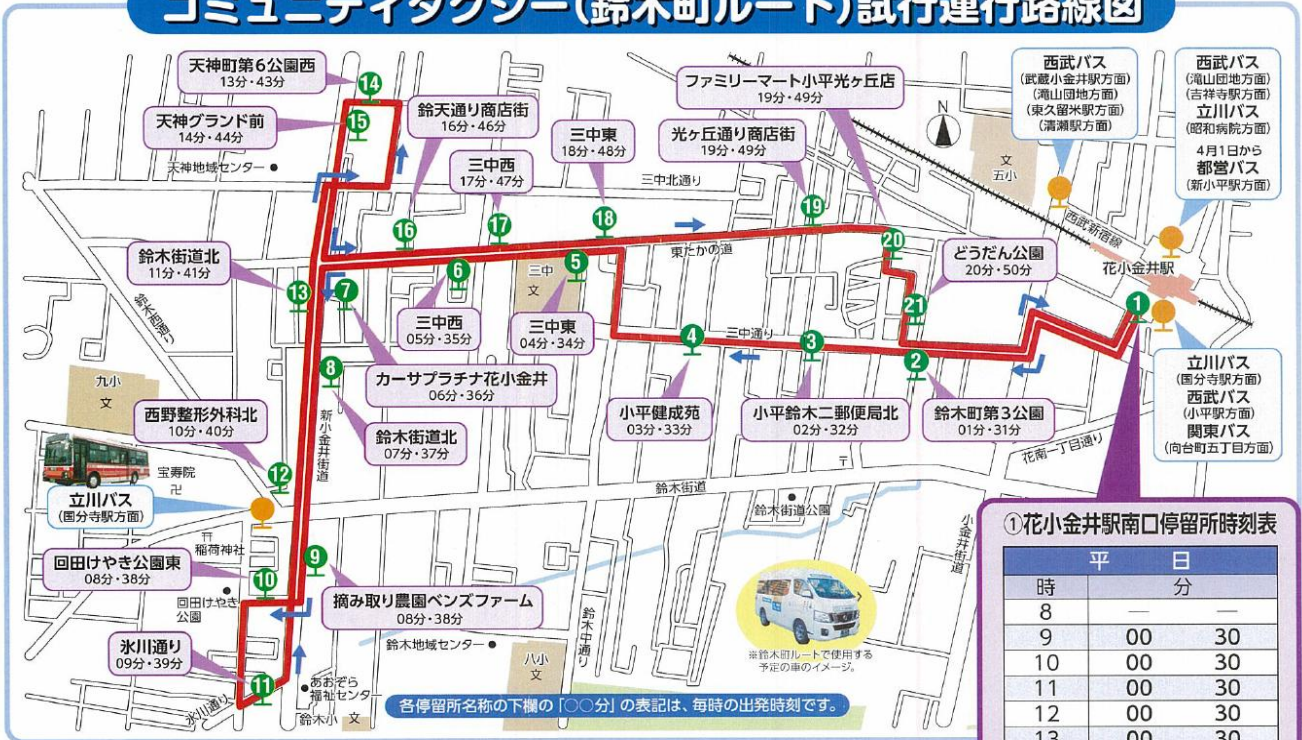 コミュニティタクシー(鈴木町ルート)試行運行路線図
天神町第6公園西
13分・43分
14
天神グランド前
14分・44分
15
天神地域センター
鈴天通り商店街
16分・46分
三中西
17分・47分
三中東
18分・48分
ファミリーマート小平光ヶ丘店
19分・49分
光ヶ丘通り商店街
19分・49分
N
文
五小
西武バス
(武蔵小金井駅方面)
(滝山団地方面)
(東久留米駅方面)
(清瀬駅方面)
西武バス
(滝山団地方面)
(吉祥寺駅方面)
立川バス
(昭和病院方面)
4月1日から
都営バス
(新小平駅方面)
三中北通り
16
17
18
19
20
東たかの道
西武新宿線
花小金井駅
鈴木街道北
11分・41分
13
7
6
三中
文
5
どうだん公園
20分・50分
21
1
鈴木西通り
三中西
05分・35分
三中東
04分・34分
4
三中通り
3
2
8
カーサプラチナ花小金井
06分・36分
九小
文
西野整形外科北
10分・40分
新小金井街道
鈴木街道北
07分・37分
小平健成苑
03分・33分
小平鈴木二郵便局北
02分・32分
鈴木町第3公園
01分・31分
立川バス
(国分寺駅方面)
西武バス
(小平駅方面)
関東バス
(向台町五丁目方面)
花南一丁目通り
宝寿院
卍
12
立川バス
(国分寺駅方面)
〒
鈴木街道
鈴木街道公園
小金井街道
稲荷神社
9
回田けやき公園東
08分・38分
10
回田けやき
公園
摘み取り農園ベンズファーム
08分・38分
氷川通り
09分・39分
11
氷川通り
あおぞら
福祉センター
鈴木小 文
鈴木地域センター
鈴木中通り
八小
文
※鈴木町ルートで使用する
予定の車のイメージ。
各停留所名称の下欄の「○○分」の表記は、毎時の出発時刻です。
①花小金井駅南口停留所時刻表
平 日
時 分
8 — —
9 00 30
10 00 30
11 00 30
12 00 30
13 00 30